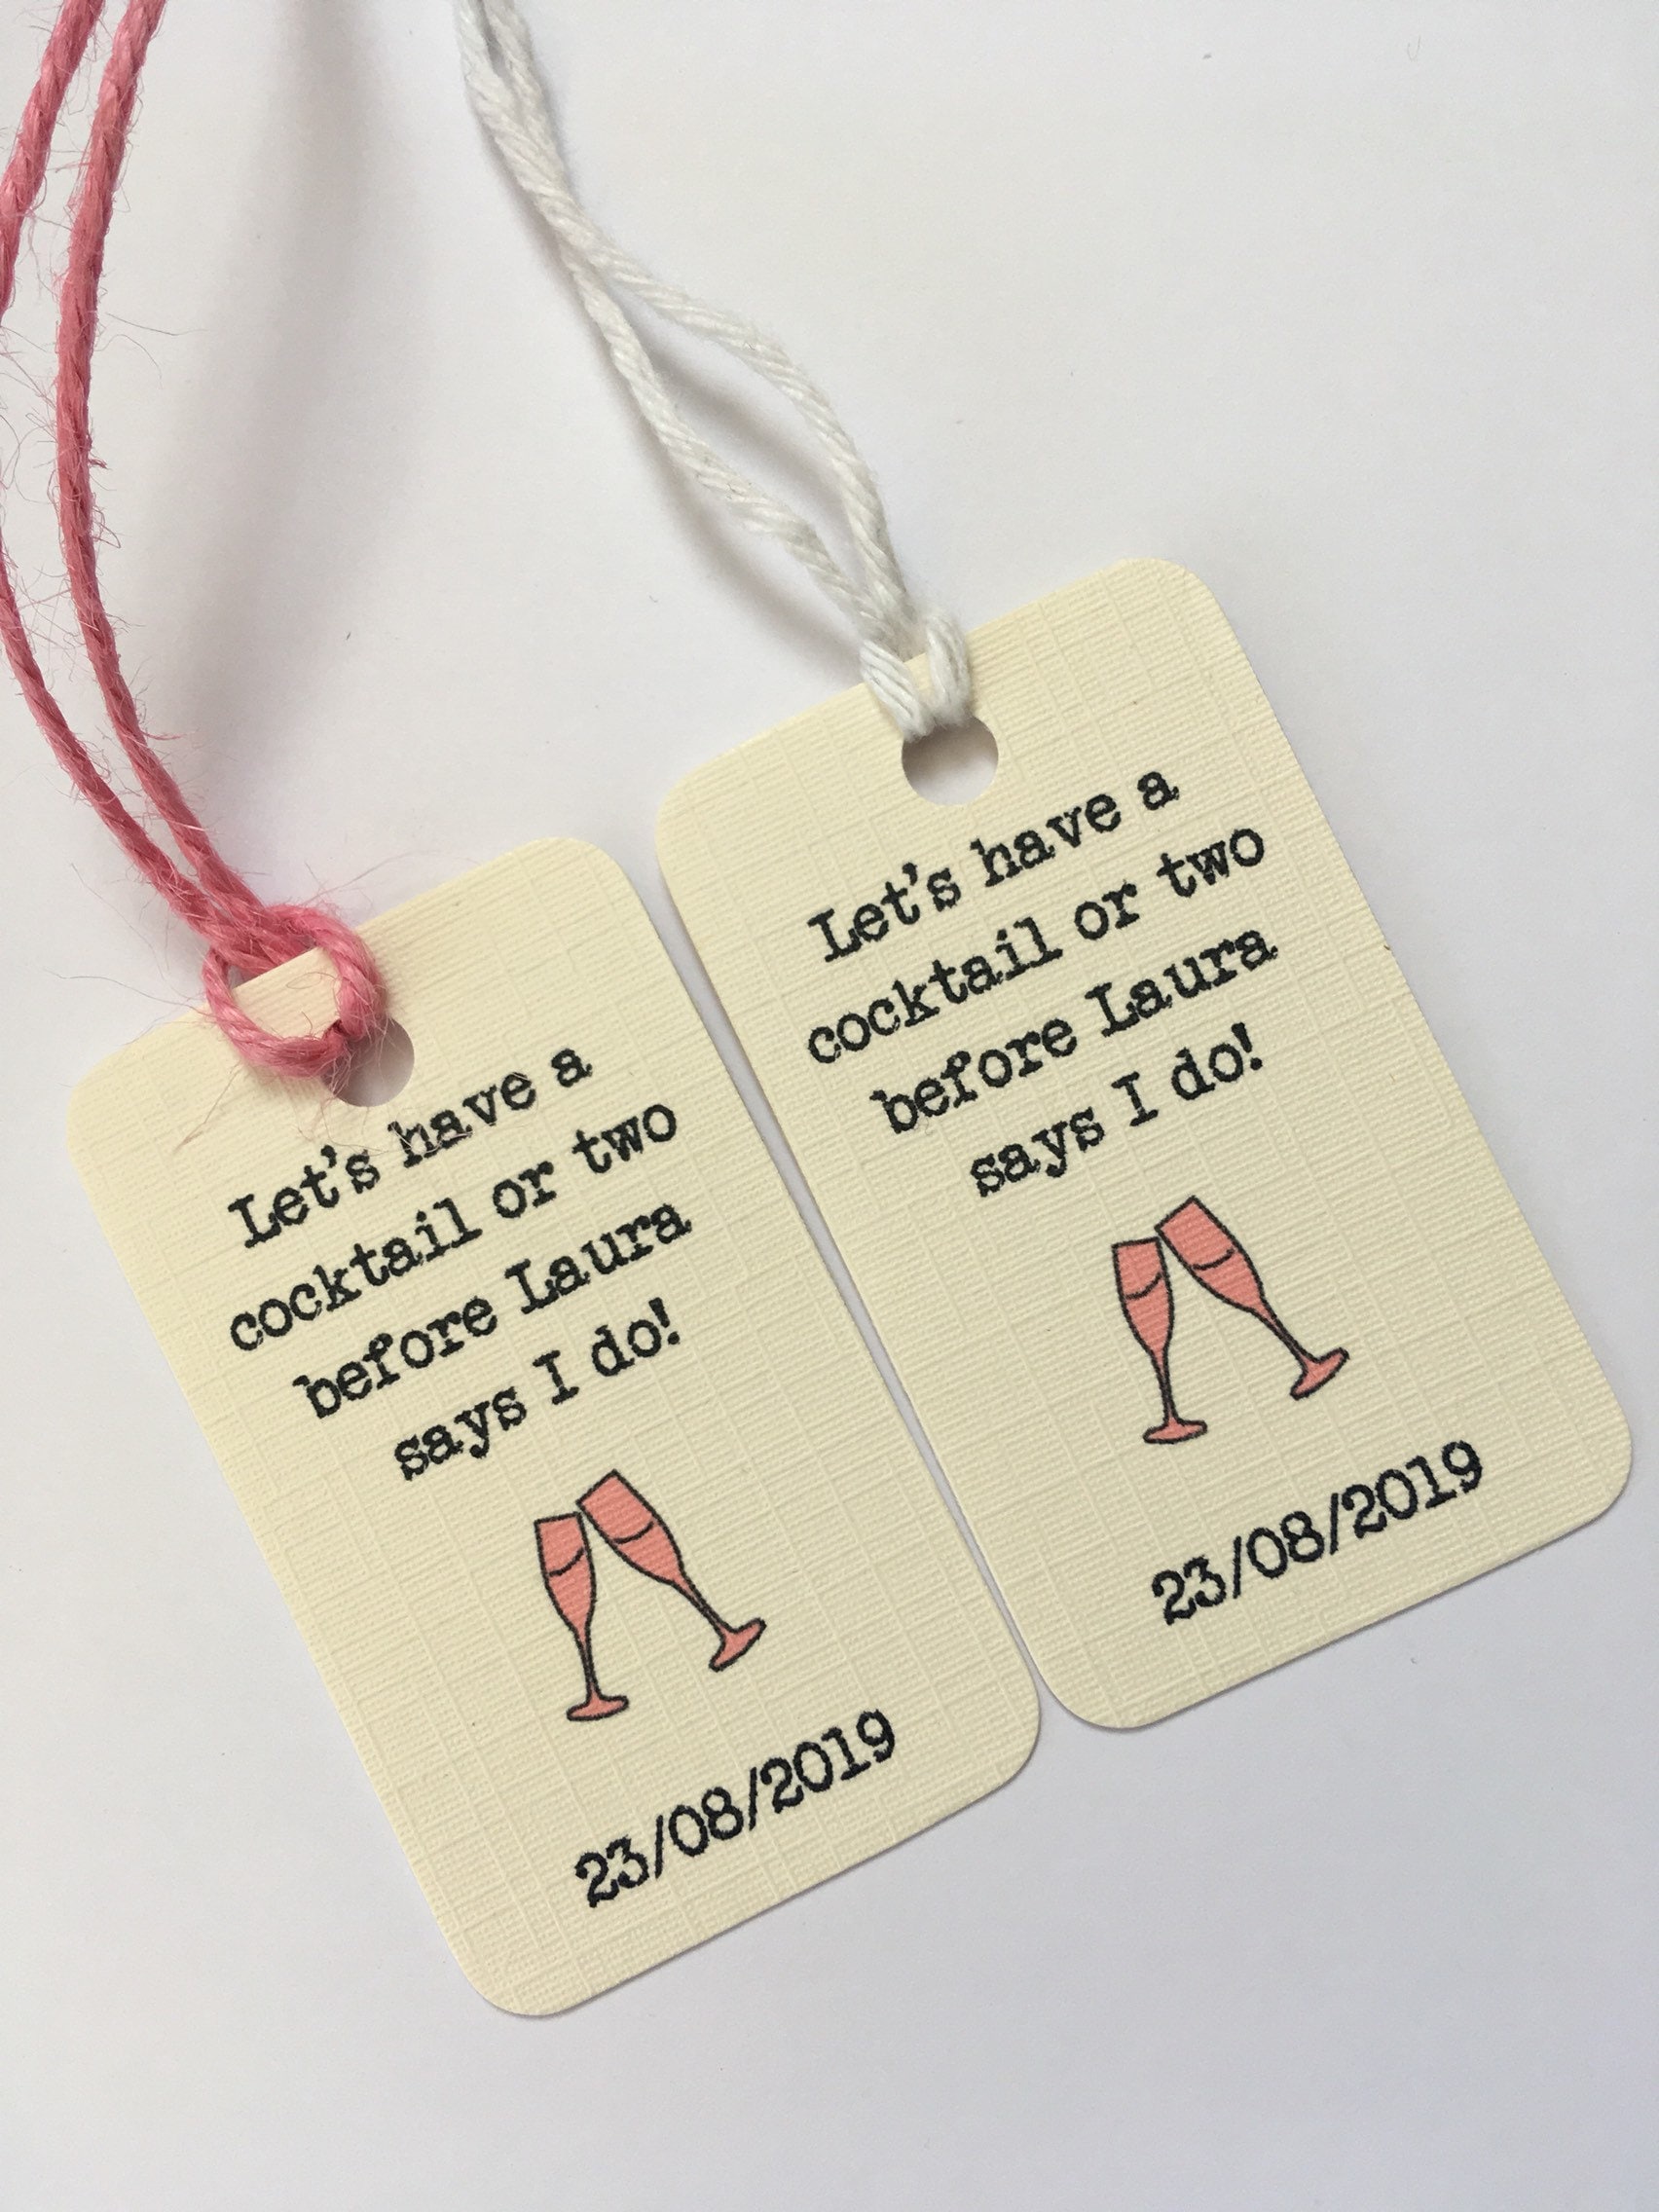 Let's have a
cocktail or two
before Laura
says I do!
23/08/2019
Let's have a
cocktail or two
before Laura
says I do!
23/08/2019